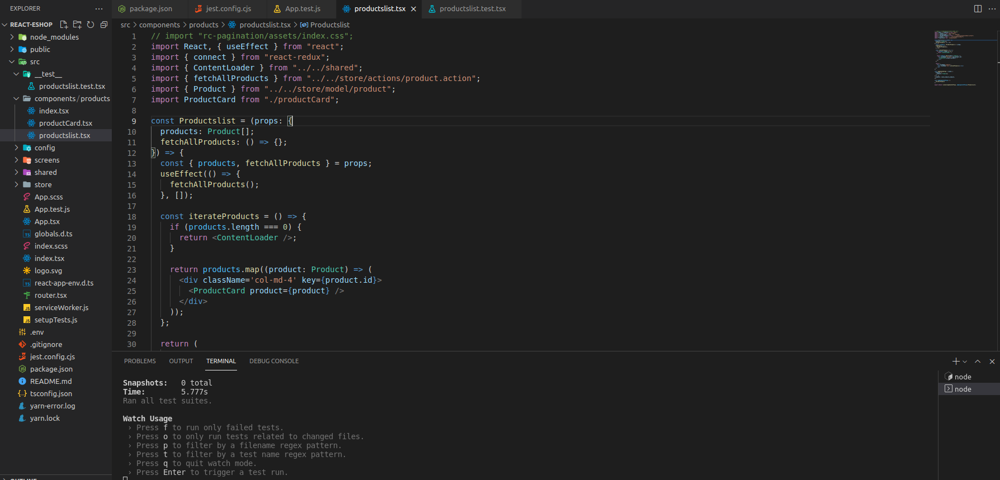 EXPLORER
REACT-ESHOP
node_modules
public
src
__test__
productslist.test.tsx
components/products
index.tsx
productCard.tsx
productslist.tsx
config
screens
shared
store
App.scss
App.test.js
App.tsx
globals.d.ts
index.scss
index.tsx
logo.svg
react-app-env.d.ts
router.tsx
serviceWorker.js
setupTests.js
.env
.gitignore
jest.config.cjs
package.json
README.md
tsconfig.json
yarn-error.log
yarn.lock
OUTLINE
package.json jest.config.cjs App.test.js productslist.tsx productslist.test.tsx
src > components > products > productslist.tsx > Productslist
1 // import "rc-pagination/assets/index.css";
2 import React, { useEffect } from "react";
3 import { connect } from "react-redux";
4 import { ContentLoader } from "../../shared";
5 import { fetchAllProducts } from "../../store/actions/product.action";
6 import { Product } from "../../store/model/product";
7 import ProductCard from "./productCard";
8
9 const Productslist = (props: {
10 products: Product[];
11 fetchAllProducts: () => {};
12 }) => {
13 const { products, fetchAllProducts } = props;
14 useEffect(() => {
15 fetchAllProducts();
16 }, []);
17
18 const iterateProducts = () => {
19 if (products.length === 0) {
20 return <ContentLoader />;
21 }
22
23 return products.map((product: Product) => (
24 <div className='col-md-4' key={product.id}>
25 <ProductCard product={product} />
26 </div>
27 ));
28 };
29
30 return (
PROBLEMS OUTPUT TERMINAL DEBUG CONSOLE
Snapshots: 0 total
Time: 5.777s
Ran all test suites.
Watch Usage
› Press f to run only failed tests.
› Press o to only run tests related to changed files.
› Press p to filter by a filename regex pattern.
› Press t to filter by a test name regex pattern.
› Press q to quit watch mode.
› Press Enter to trigger a test run.
node
node